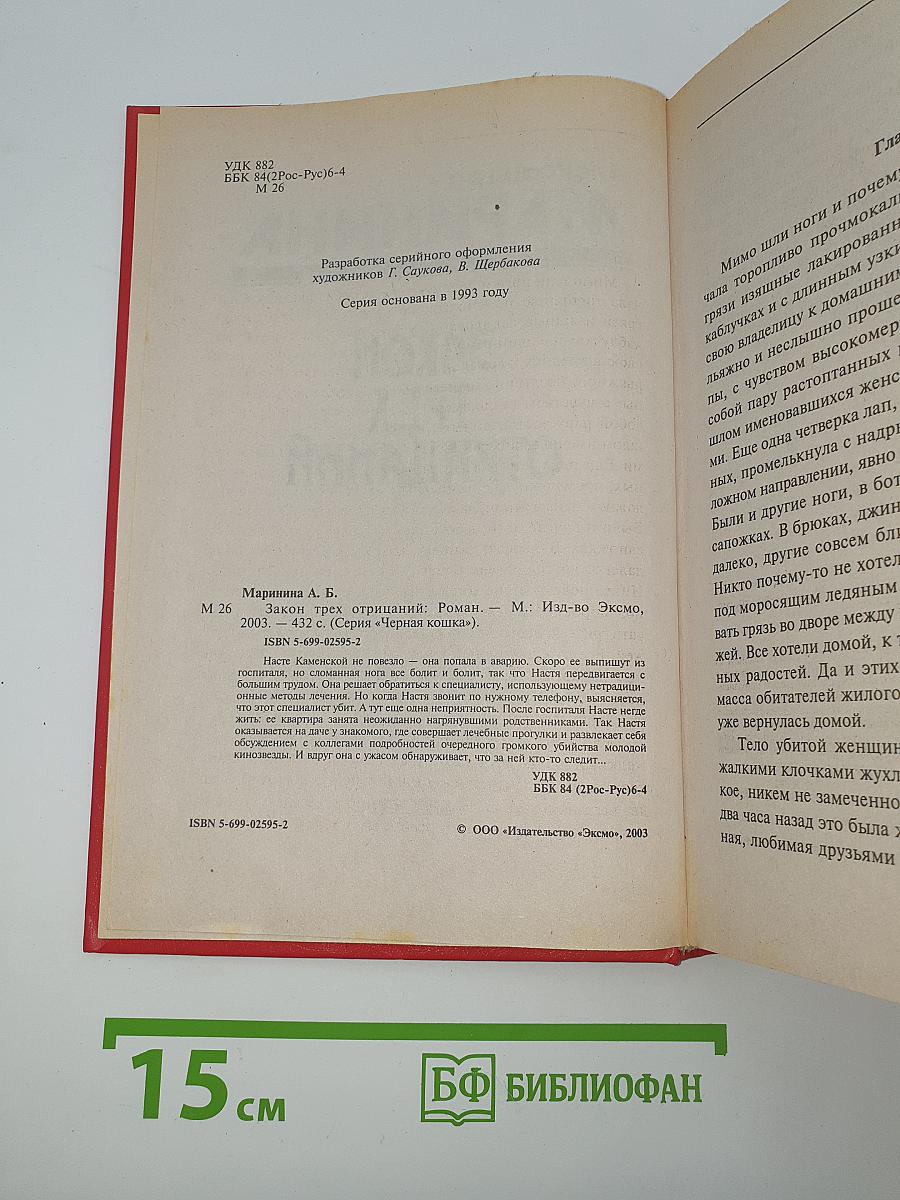 УДК 882
ББК 84(2Рос-Рус)6-4
М 26
Разработка серийного оформления
художников Г. Саукова, В. Щербакова
Серия основана в 1993 году
Маринина А. Б.
М 26 Закон трех отрицаний: Роман. — М.: Изд-во Эксмо,
2003. — 432 с. (Серия «Черная кошка»).
ISBN 5-699-02595-2
Насте Каменской не повезло — она попала в аварию. Скоро ее выпишут из
госпиталя, но сломанная нога все болит и болит, так что Настя передвигается с
большим трудом. Она решает обратиться к специалисту, использующему нетрадици-
онные методы лечения. Но когда Настя звонит по нужному телефону, выясняется,
что этот специалист убит. А тут еще одна неприятность. После госпиталя Насте негде
жить: ее квартира занята неожиданно нагрянувшими родственниками. Так Настя
оказывается на даче у знакомого, где совершает лечебные прогулки и развлекает себя
обсуждением с коллегами подробностей очередного громкого убийства молодой
кинозвезды. И вдруг она с ужасом обнаруживает, что за ней кто-то следит...
УДК 882
ББК 84 (2Рос-Рус)6-4
ISBN 5-699-02595-2
© ООО «Издательство «Эксмо», 2003
Мимо шли ноги и почему
чала торопливо прочмокали
грязи изящные лакированн
каблучках и с длинным узки
свою владелицу к домашним
льяжно и неслышно проше
пы, с чувством высокомер
собой пару растоптанных
шлом именовавшихся женс
ми. Еще одна четверка лап,
ных, промелькнула с надры
ложном направлении, явно
Были и другие ноги, в бот
сапожках. В брюках, джин
далеко, другие совсем бли
Никто почему-то не хотел
под моросящим ледяным
вать грязь во дворе между
жей. Все хотели домой, к т
ных радостей. Да и этих
масса обитателей жилого
уже вернулась домой.
Тело убитой женщин
жалкими клочками жухл
кое, никем не замеченно
два часа назад это была ж
ная, любимая друзьями
15 см
БФ БИБЛИОФАН